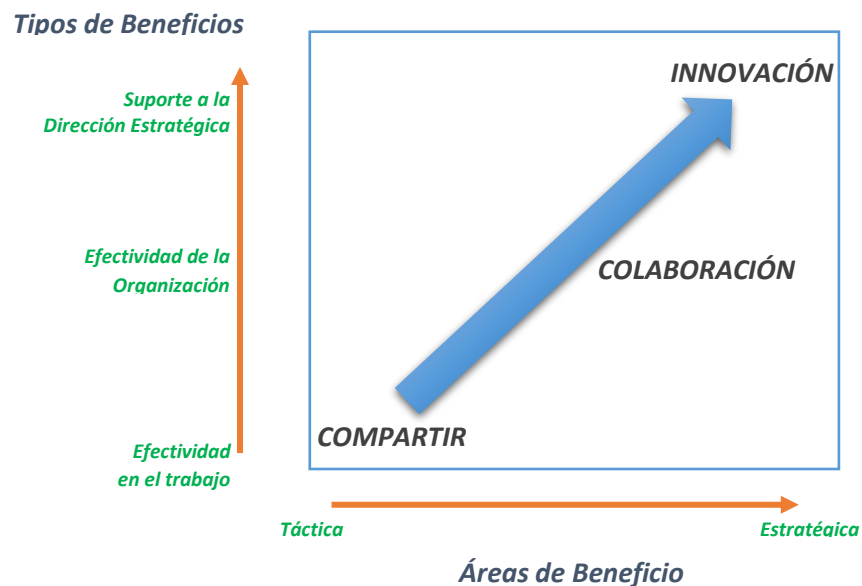 Tipos de Beneficios
INNOVACIÓN
Suporte a la
Dirección Estratégica
Efectividad de la
Organización
COLABORACIÓN
COMPARTIR
Efectividad
en el trabajo
Táctica
Estratégica
Áreas de Beneficio